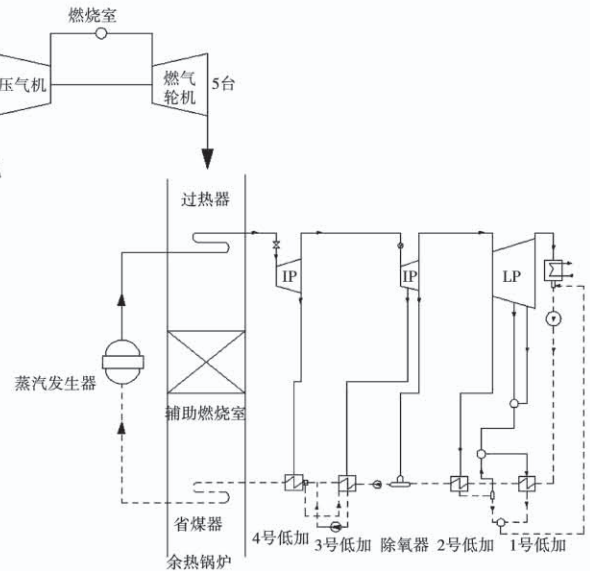 燃烧室
压气机
燃气
轮机
5台
过热器
IP
IP
LP
蒸汽发生器
辅助燃烧室
省煤器
4号低加
3号低加
除氧器
2号低加
1号低加
余热锅炉